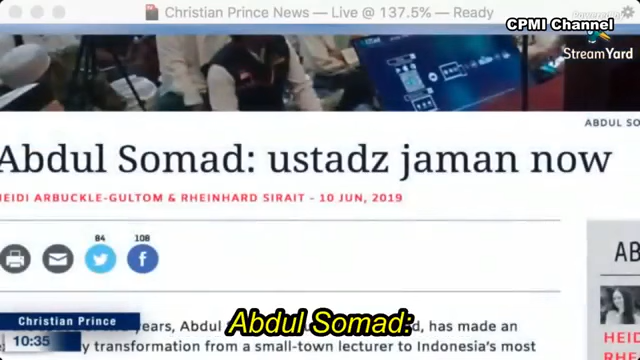 Christian Prince News — Live @ 137.5% — Ready
CPMI Channel
StreamYard
ABDUL SO
Abdul Somad: ustadz jaman now
HEIDI ARBUCKLE-GULTOM & RHEINHARD SIRAIT - 10 JUN, 2019
84
108
AB
years, Abdul
, has made an
transformation from a small-town lecturer to Indonesia's most
Abdul Somad:
Christian Prince
10:35
HEID
RHE